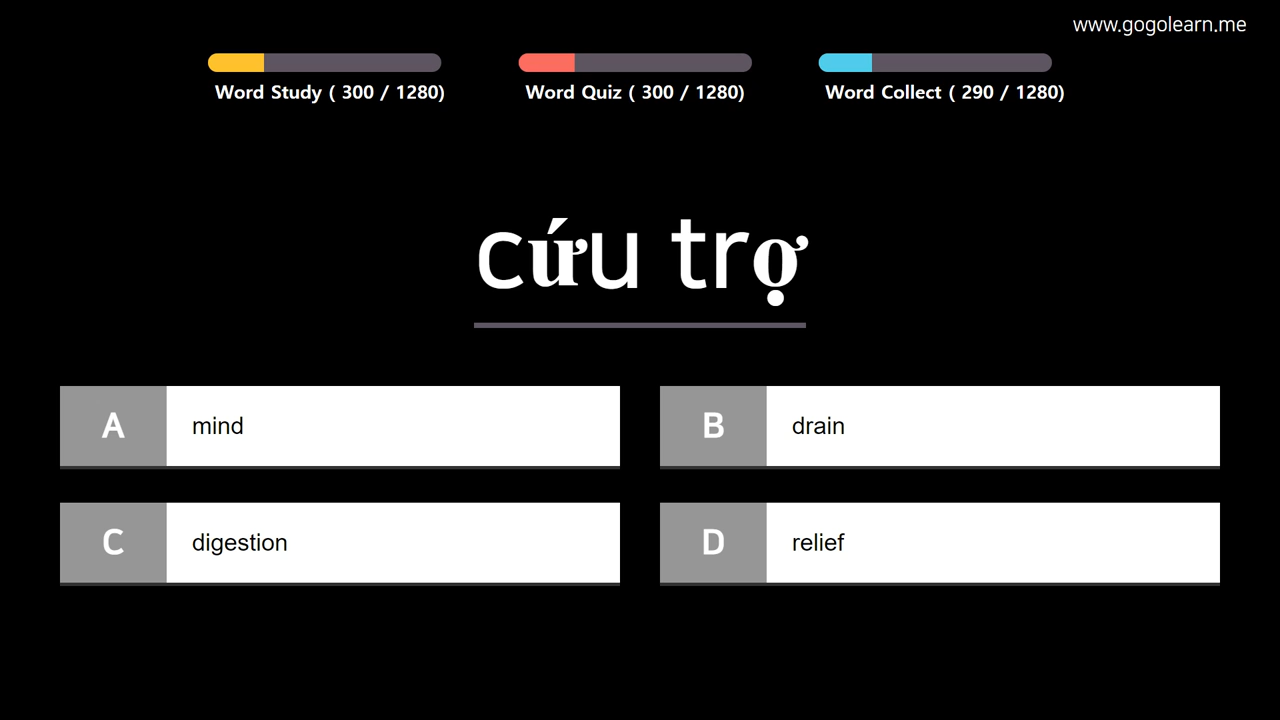 www.gogolearn.me
Word Study ( 300 / 1280)
Word Quiz ( 300 / 1280)
Word Collect ( 290 / 1280)
cứu trợ
A mind
B drain
C digestion
D relief